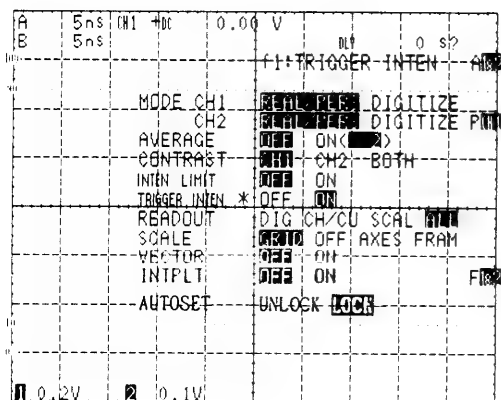 A 5ns CH1 DC 0.00 V
B 5ns
DLY 0 s?
f1:TRIGGER INTEN
MODE CH1 REAL DIGITIZE
CH2 REAL DIGITIZE
AVERAGE OFF ON( 2)
CONTRAST CH1 CH2 BOTH
INTEN LIMIT OFF ON
TRIGGER INTEN * OFF ON
READOUT DIG CH/CU SCAL ALL
SCALE GRID OFF AXES FRAM
VECTOR OFF ON
INTPLT OFF ON
AUTOSET UNLOCK LOCK
1 0.2V 2 0.1V